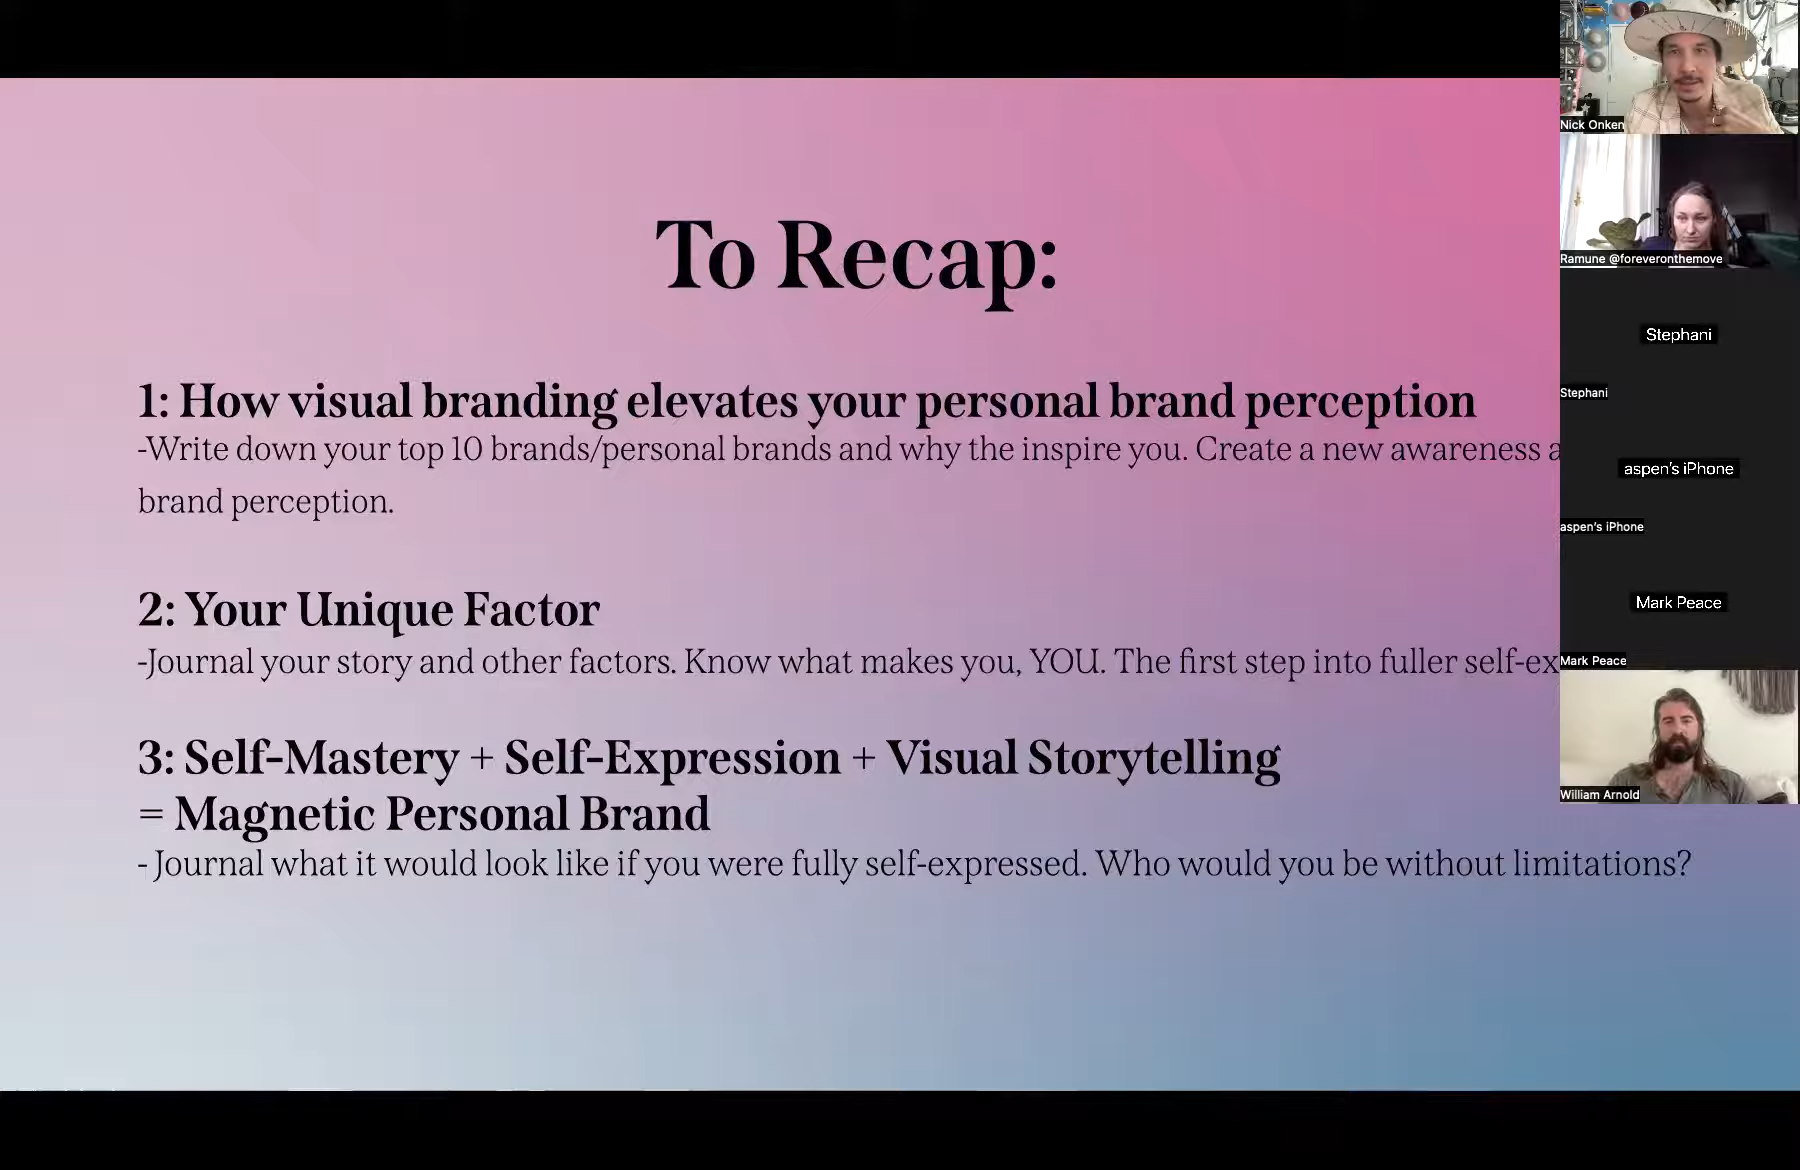 To Recap:
1: How visual branding elevates your personal brand perception
-Write down your top 10 brands/personal brands and why the inspire you. Create a new awareness
brand perception.
2: Your Unique Factor
-Journal your story and other factors. Know what makes you, YOU. The first step into fuller
3: Self-Mastery + Self-Expression + Visual Storytelling
= Magnetic Personal Brand
- Journal what it would look like if you were fully self-expressed. Who would you be without limitations?
Nick Onken
Ramune @foreveronthemove
Stephani
Stephani
aspen's iPhone
aspen's iPhone
Mark Peace
Mark Peace
William Arnold